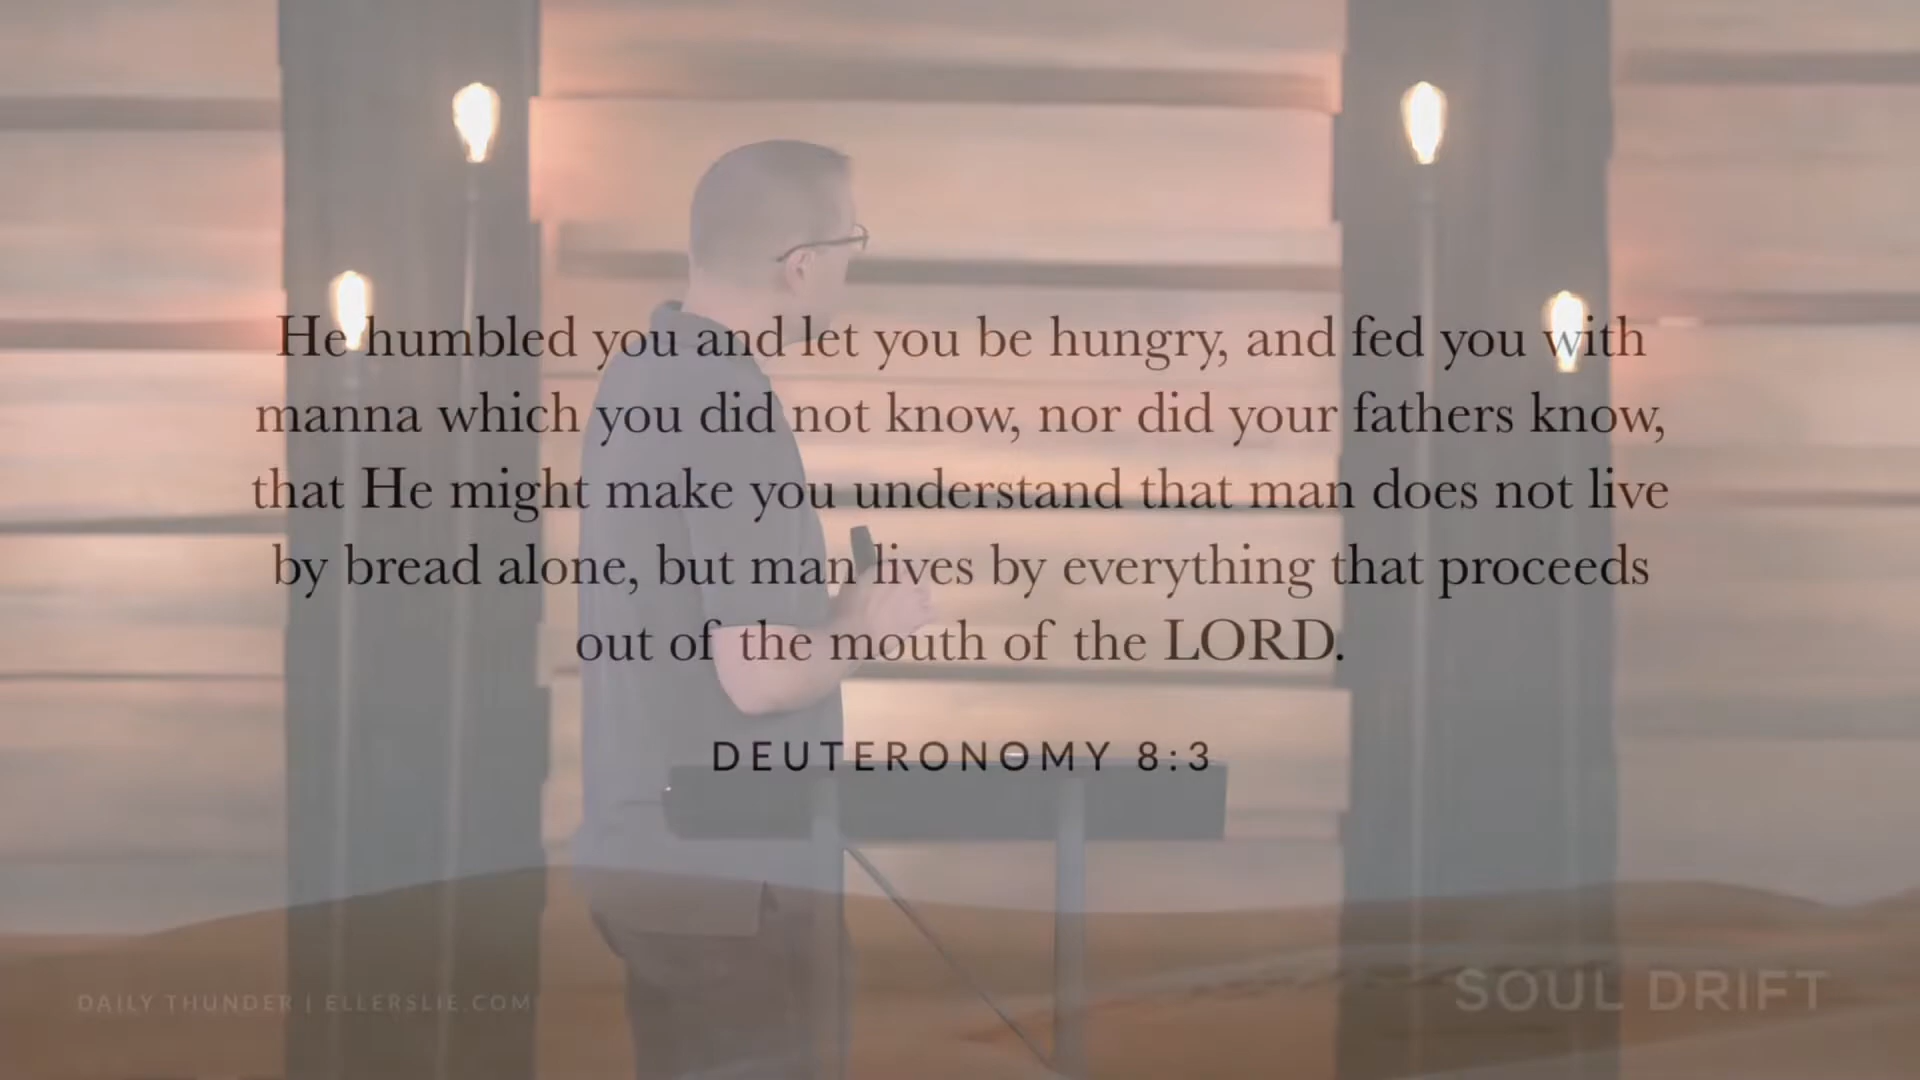 He humbled you and let you be hungry, and fed you with
manna which you did not know, nor did your fathers know,
that He might make you understand that man does not live
by bread alone, but man lives by everything that proceeds
out of the mouth of the LORD.
DEUTERONOMY 8:3
DAILY THUNDER | ELLERSLIE.COM
SOUL DRIFT